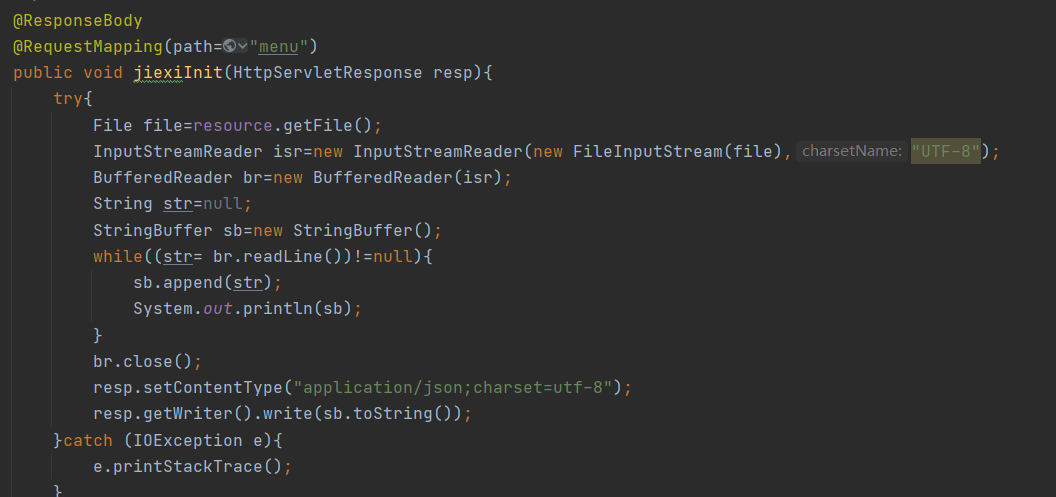 @ResponseBody
@RequestMapping(path="menu")
public void jiexiInit(HttpServletResponse resp){
    try{
        File file=resource.getFile();
        InputStreamReader isr=new InputStreamReader(new FileInputStream(file), charsetName: "UTF-8");
        BufferedReader br=new BufferedReader(isr);
        String str=null;
        StringBuffer sb=new StringBuffer();
        while((str= br.readLine())!=null){
            sb.append(str);
            System.out.println(sb);
        }
        br.close();
        resp.setContentType("application/json;charset=utf-8");
        resp.getWriter().write(sb.toString());
    }catch (IOException e){
        e.printStackTrace();
    }